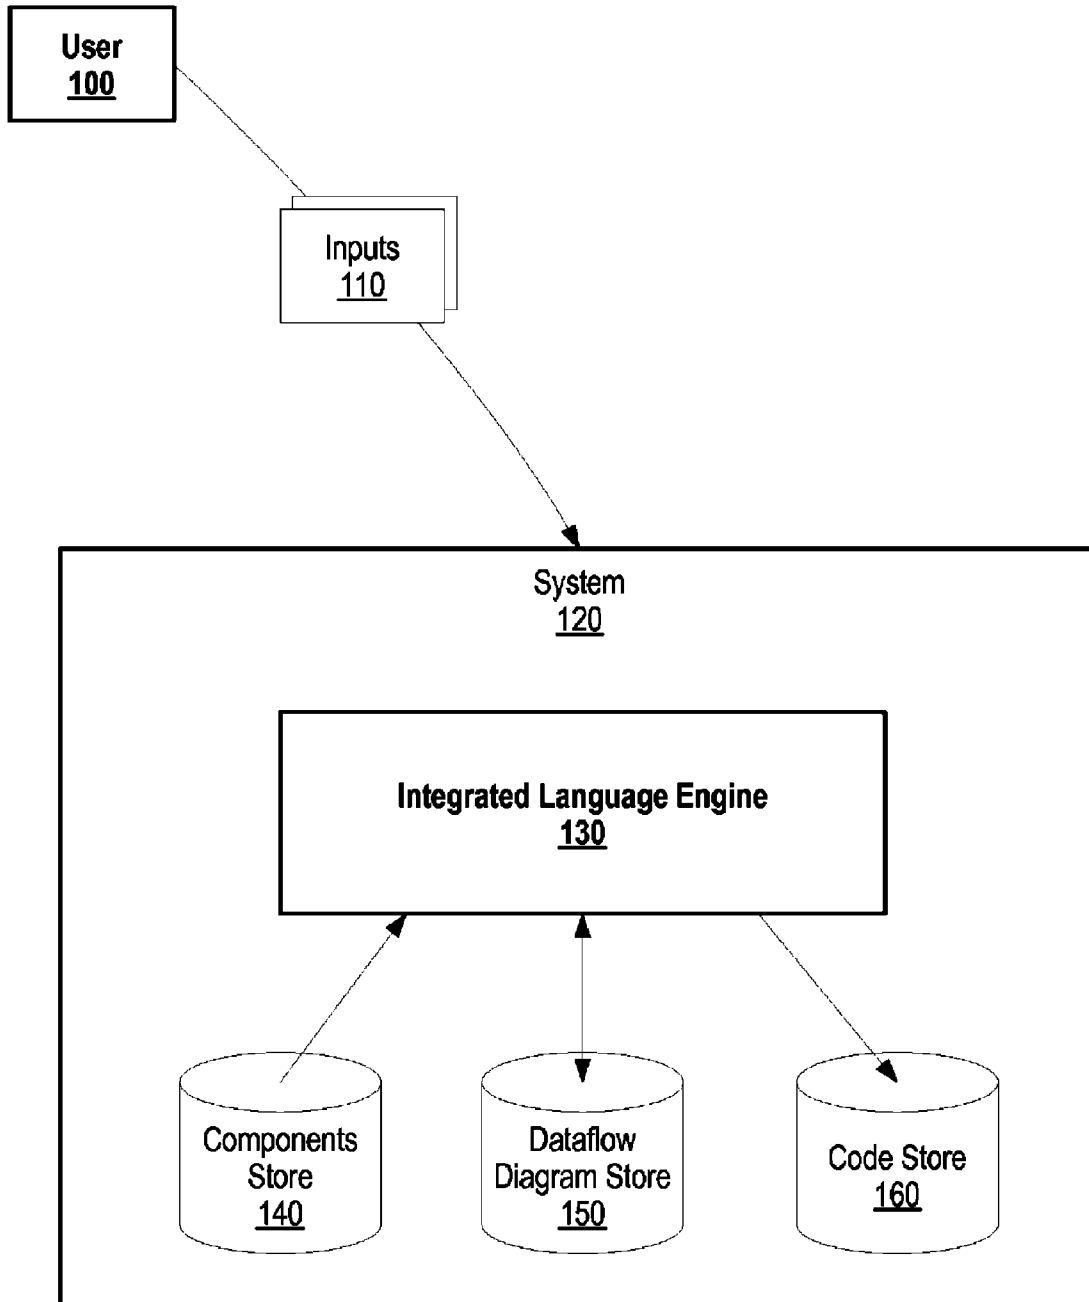 User
100
Inputs
110
System
120
Integrated Language Engine
130
Components
Store
140
Dataflow
Diagram Store
150
Code Store
160